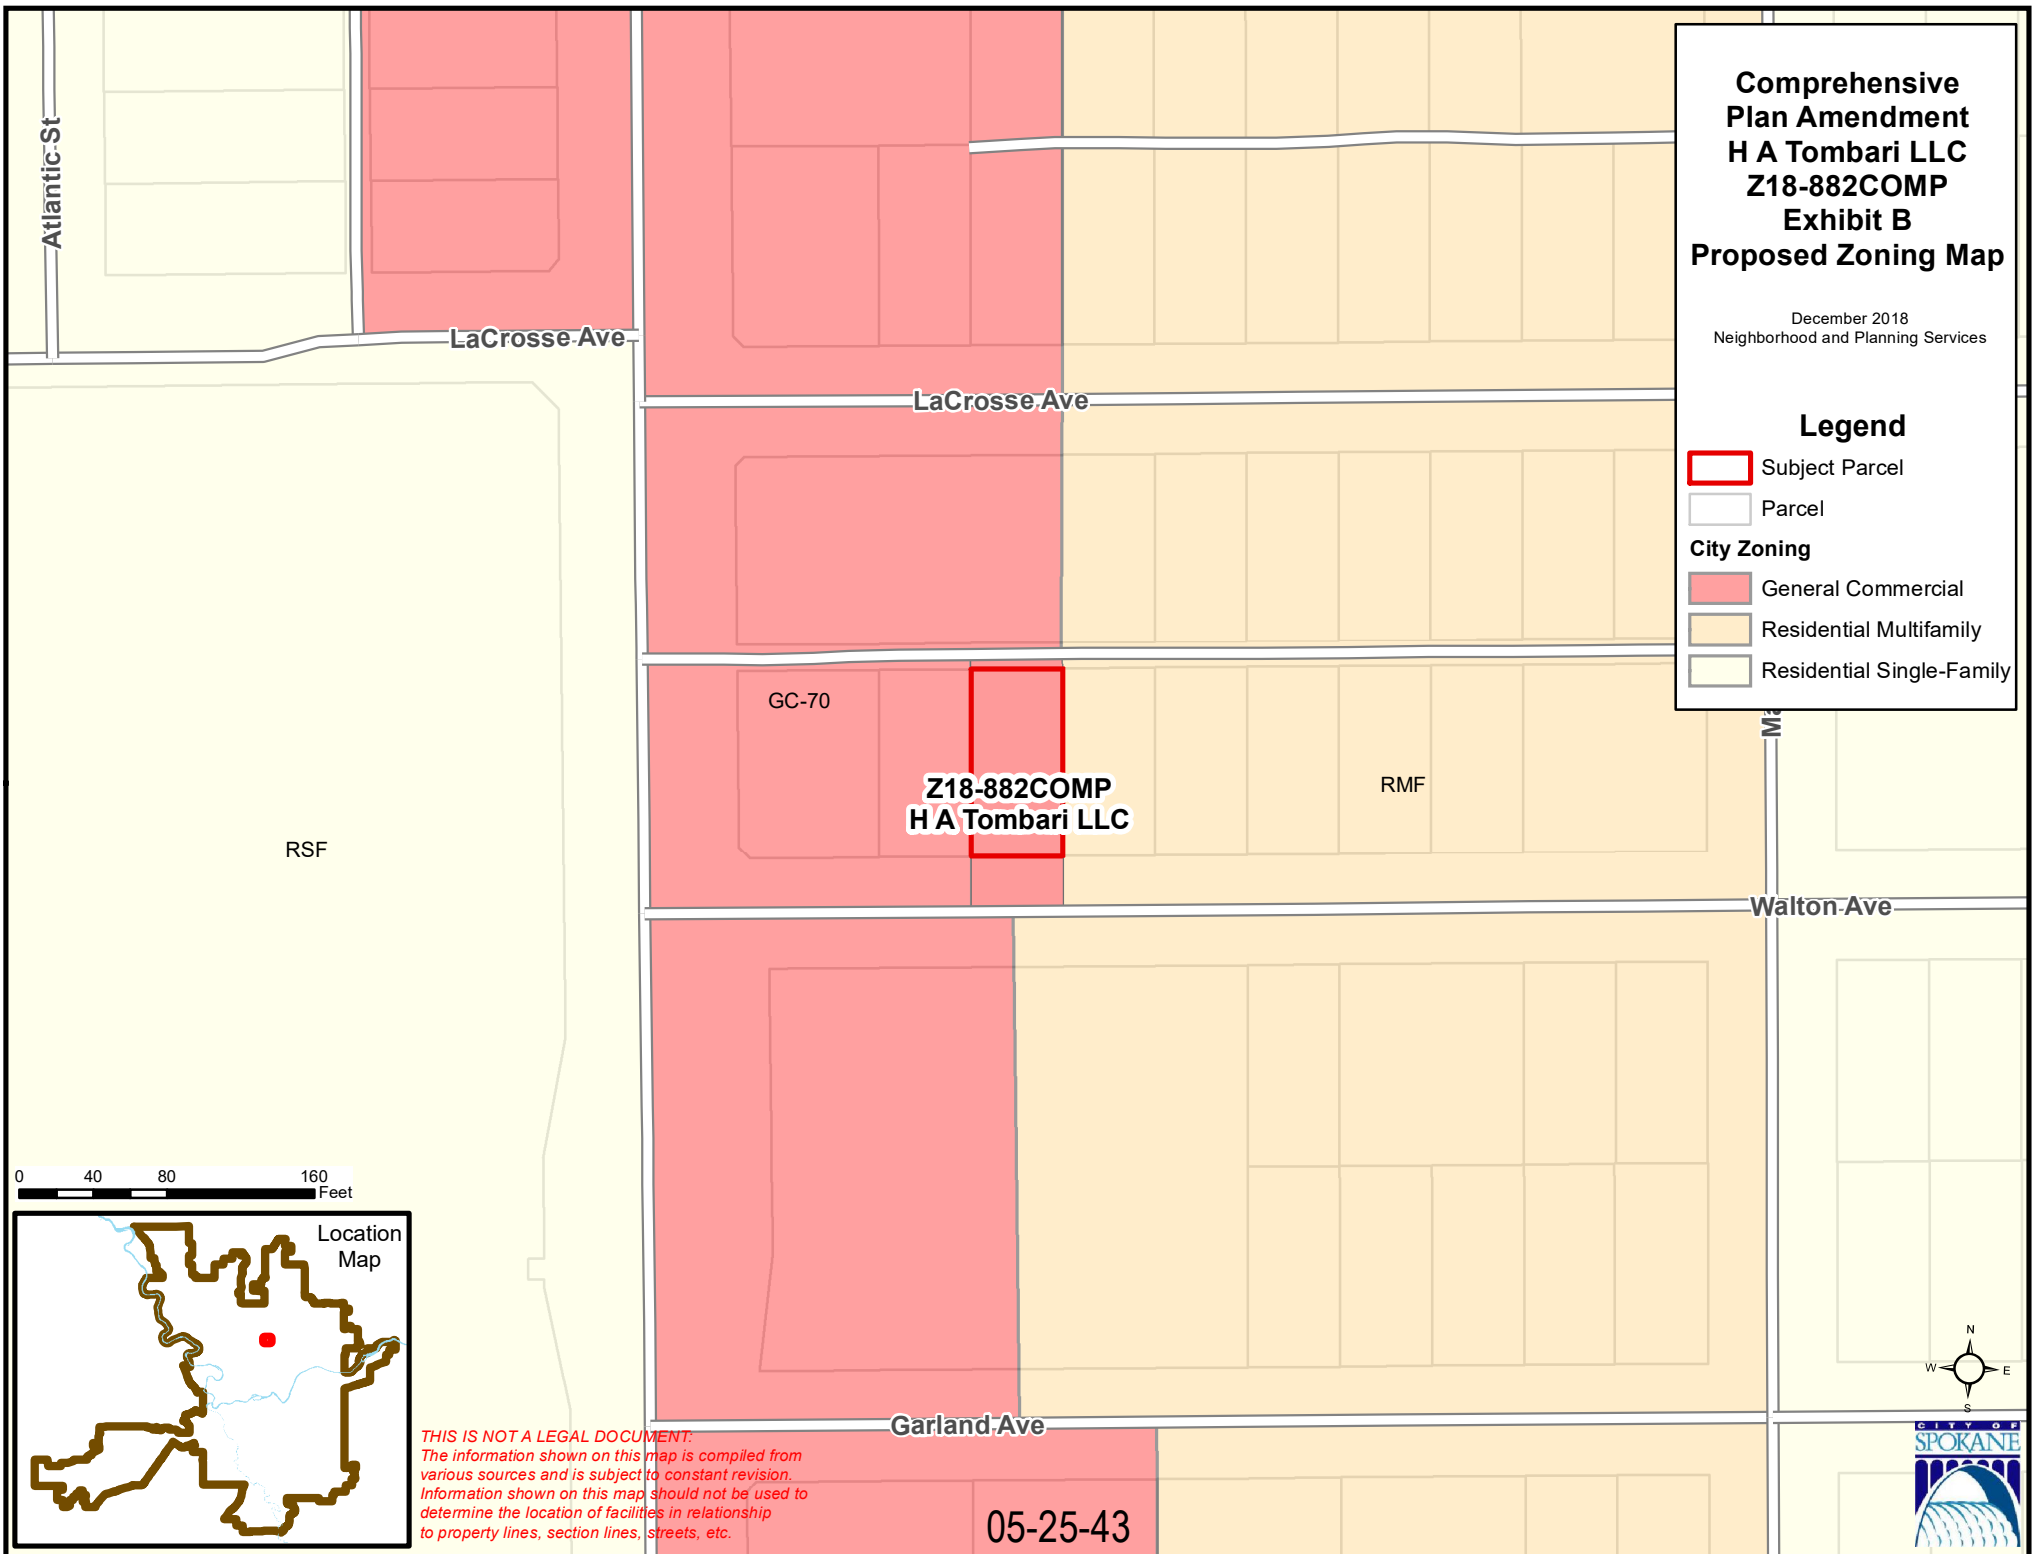 Comprehensive
Plan Amendment
H A Tombari LLC
Z18-882COMP
Exhibit B
Proposed Zoning Map
December 2018
Neighborhood and Planning Services
Legend
Subject Parcel
Parcel
City Zoning
General Commercial
Residential Multifamily
Residential Single-Family
Atlantic St
LaCrosse Ave
LaCrosse Ave
GC-70
Z18-882COMP
H A Tombari LLC
RMF
RSF
Ma
Walton Ave
Garland Ave
0 40 80 160
Feet
Location
Map
THIS IS NOT A LEGAL DOCUMENT:
The information shown on this map is compiled from
various sources and is subject to constant revision.
Information shown on this map should not be used to
determine the location of facilities in relationship
to property lines, section lines, streets, etc.
05-25-43
N
W E
S
CITY OF
SPOKANE